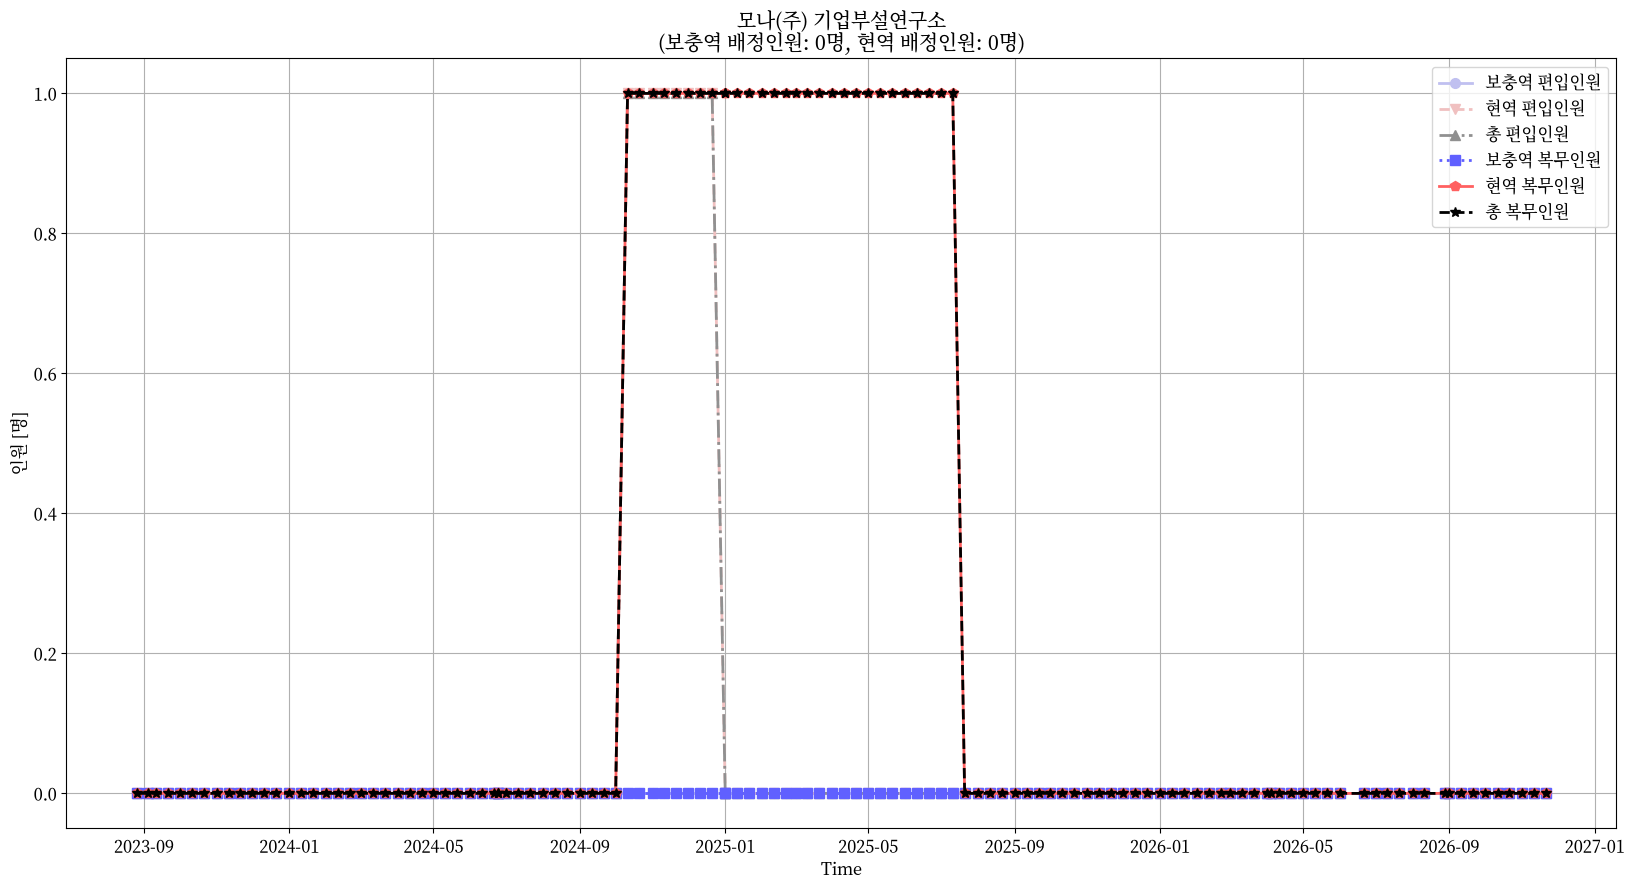 모나(주) 기업부설연구소
(보충역 배정인원: 0명, 현역 배정인원: 0명)
보충역 편입인원
현역 편입인원
총 편입인원
보충역 복무인원
현역 복무인원
총 복무인원
인원 [명]
1.0
0.8
0.6
0.4
0.2
0.0
2023-09 2024-01 2024-05 2024-09 2025-01 2025-05 2025-09 2026-01 2026-05 2026-09 2027-01
Time